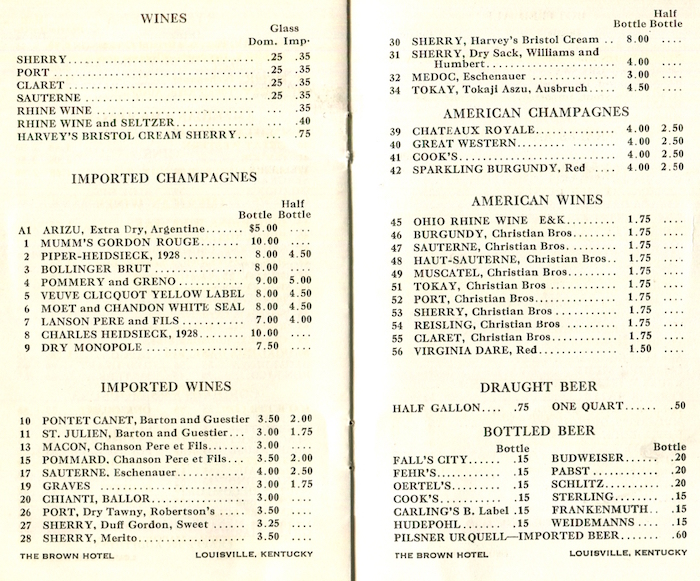 WINES
Glass
Dom. Imp.
SHERRY .25 .35
PORT .25 .35
CLARET .25 .35
SAUTERNE .25 .35
RHINE WINE .35
RHINE WINE and SELTZER .40
HARVEY'S BRISTOL CREAM SHERRY... .75
IMPORTED CHAMPAGNES
Half
Bottle Bottle
A1 ARIZU, Extra Dry, Argentine...... $5.00 ....
1 MUMM'S GORDON ROUGE....... 10.00 ....
2 PIPER-HEIDSIECK, 1928 ......... 8.00 4.50
3 BOLLINGER BRUT ............. 8.00 ....
4 POMMERY and GRENO .......... 9.00 5.00
5 VEUVE CLICQUOT YELLOW LABEL 8.00 4.50
6 MOET and CHANDON WHITE SEAL 8.00 4.50
7 LANSON PERE and FILS ......... 7.00 4.00
8 CHARLES HEIDSIECK, 1928....... 10.00 ....
9 DRY MONOPOLE ............... 7.50 ....
IMPORTED WINES
10 PONTET CANET, Barton and Guestier 3.50 2.00
11 ST. JULIEN, Barton and Guestier... 3.00 1.75
13 MACON, Chanson Pere et Fils...... 3.00 ....
15 POMMARD, Chanson Pere et Fils... 3.50 2.00
17 SAUTERNE, Eschenauer .......... 4.00 2.50
19 GRAVES ..................... 3.00 1.75
20 CHIANTI, BALLOR.............. 3.00 ....
26 PORT, Dry Tawny, Robertson's ..... 3.50 ....
27 SHERRY, Duff Gordon, Sweet ...... 3.25 ....
28 SHERRY, Merito................ 3.50 ....
THE BROWN HOTEL LOUISVILLE, KENTUCKY
Half
Bottle Bottle
30 SHERRY, Harvey's Bristol Cream .. 8.00 ....
31 SHERRY, Dry Sack, Williams and
Humbert.................... 4.00 ....
32 MEDOC, Eschenauer ............. 3.00 ....
34 TOKAY, Tokaji Aszu, Ausbruch..... 4.50 ....
AMERICAN CHAMPAGNES
39 CHATEAUX ROYALE............. 4.00 2.50
40 GREAT WESTERN............... 4.00 2.50
41 COOK'S...................... 4.00 2.50
42 SPARKLING BURGUNDY, Red .... 4.00 2.50
AMERICAN WINES
45 OHIO RHINE WINE E&K........ 1.75 ....
46 BURGUNDY, Christian Bros....... 1.75 ....
47 SAUTERNE, Christian Bros........ 1.75 ....
48 HAUT-SAUTERNE, Christian Bros.. 1.75 ....
49 MUSCATEL, Christian Bros....... 1.75 ....
51 TOKAY, Christian Bros ......... 1.75 ....
52 PORT, Christian Bros............ 1.75 ....
53 SHERRY, Christian Bros.......... 1.75 ....
54 REISLING, Christian Bros........ 1.75 ....
55 CLARET, Christian Bros.......... 1.75 ....
56 VIRGINIA DARE, Red............ 1.50 ....
DRAUGHT BEER
HALF GALLON.... .75 ONE QUART...... .50
BOTTLED BEER
Bottle Bottle
FALL'S CITY...... .15 BUDWEISER...... .20
FEHR'S.......... .15 PABST ........... .20
OERTEL'S......... .15 SCHLITZ.......... .20
COOK'S........... .15 STERLING......... .15
CARLING'S B. Label .15 FRANKENMUTH.. .15
HUDEPOHL...... .15 WEIDEMANNS .... .15
PILSNER URQUELL—IMPORTED BEER........ .60
THE BROWN HOTEL LOUISVILLE, KENTUCKY